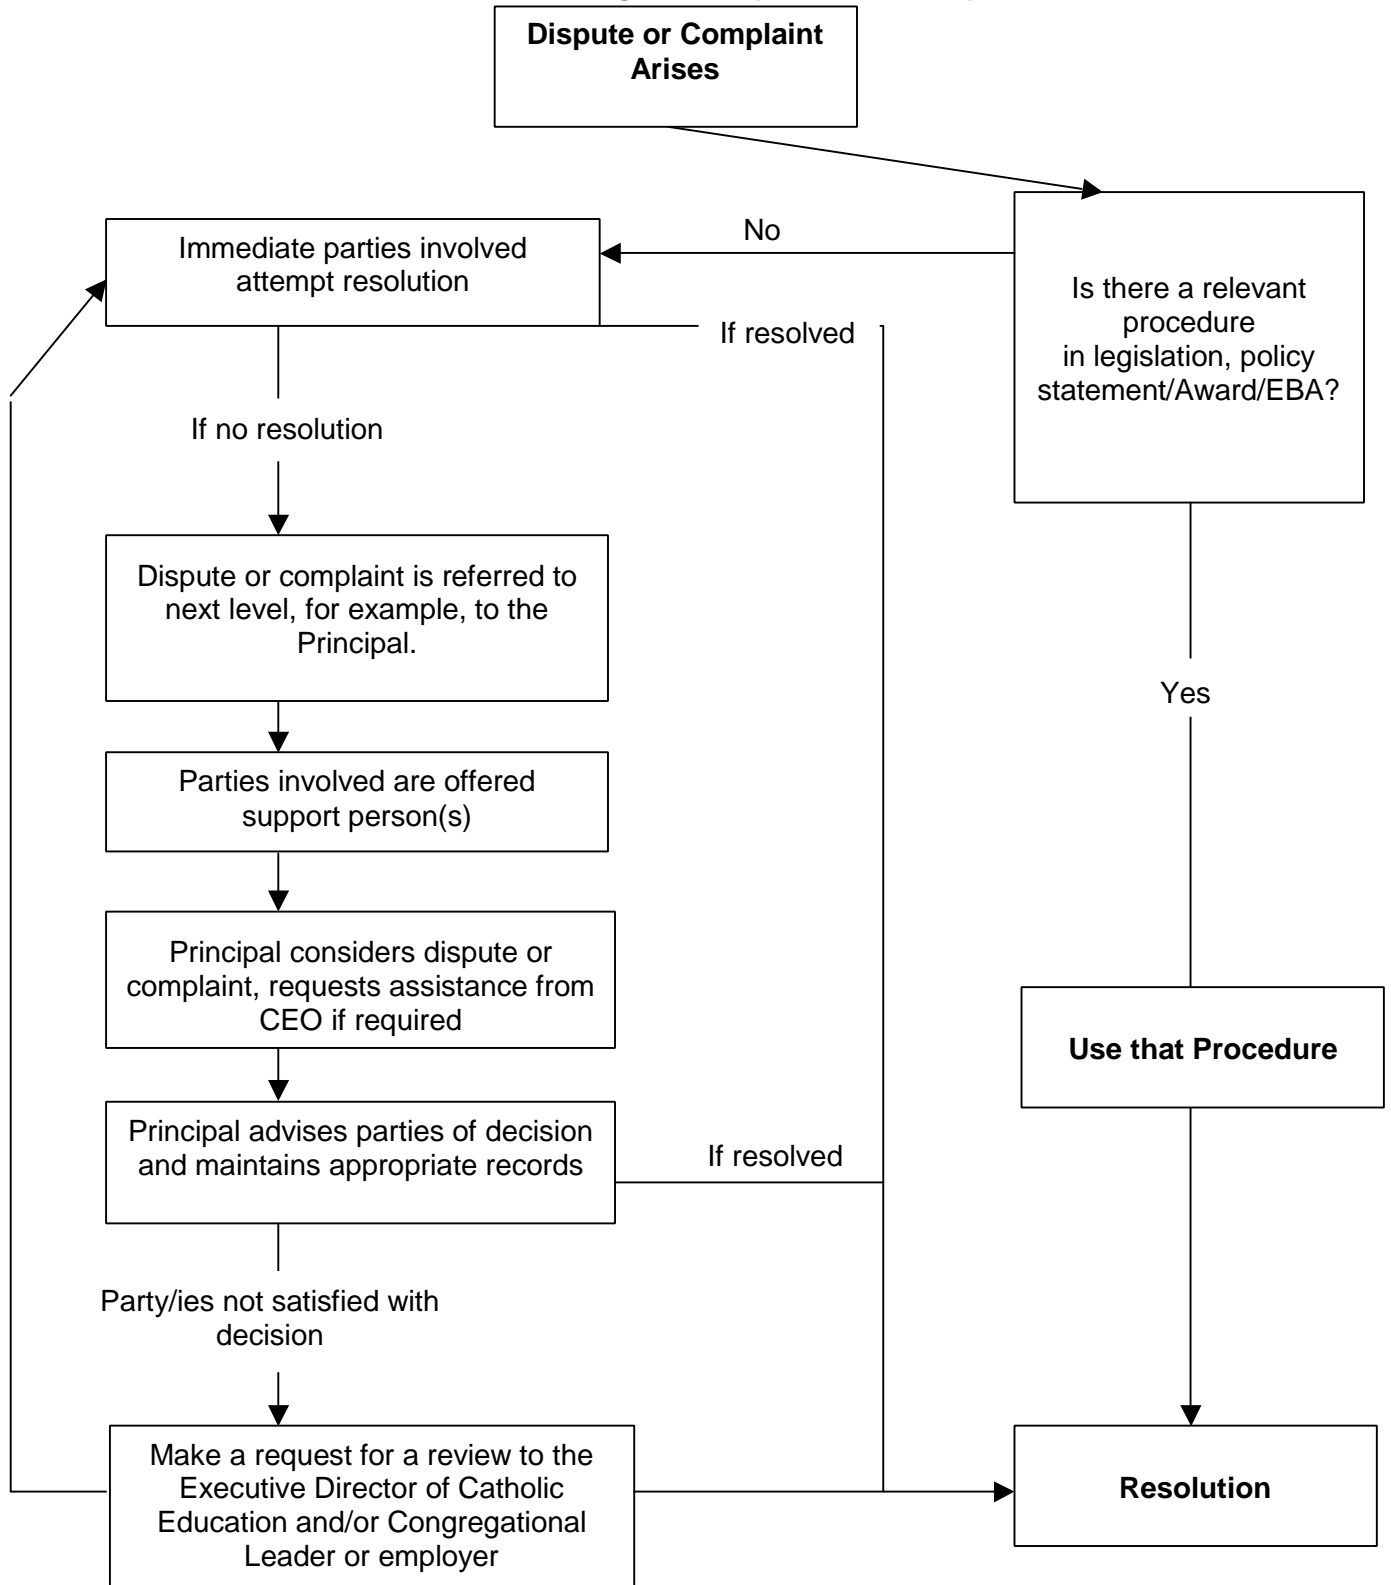 Dispute or Complaint
Arises
No
Immediate parties involved
attempt resolution
Is there a relevant
procedure
in legislation, policy
statement/Award/EBA?
If resolved
If no resolution
Dispute or complaint is referred to
next level, for example, to the
Principal.
Yes
Parties involved are offered
support person(s)
Principal considers dispute or
complaint, requests assistance from
CEO if required
Use that Procedure
Principal advises parties of decision
and maintains appropriate records
If resolved
Party/ies not satisfied with
decision
Make a request for a review to the
Executive Director of Catholic
Education and/or Congregational
Leader or employer
Resolution